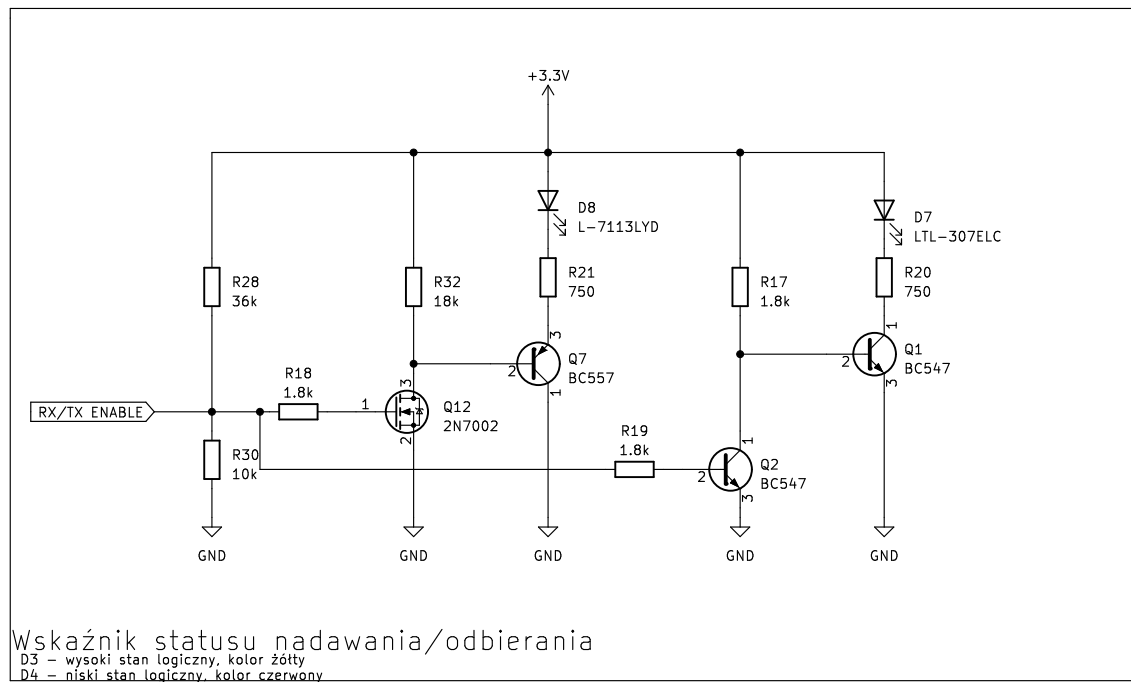 +3.3V
D8
L-7113LYD
D7
LTL-307ELC
R28
36k
R32
18k
R21
750
R17
1.8k
R20
750
3
1
Q7
BC557
2
1
Q1
BC547
2
3
R18
1.8k
3
RX/TX ENABLE
1
Q12
2N7002
2
R19
1.8k
1
R30
10k
Q2
BC547
2
3
GND
GND
GND
GND
GND
Wskaźnik statusu nadawania/odbierania
D3 – wysoki stan logiczny, kolor żółty
D4 – niski stan logiczny, kolor czerwony